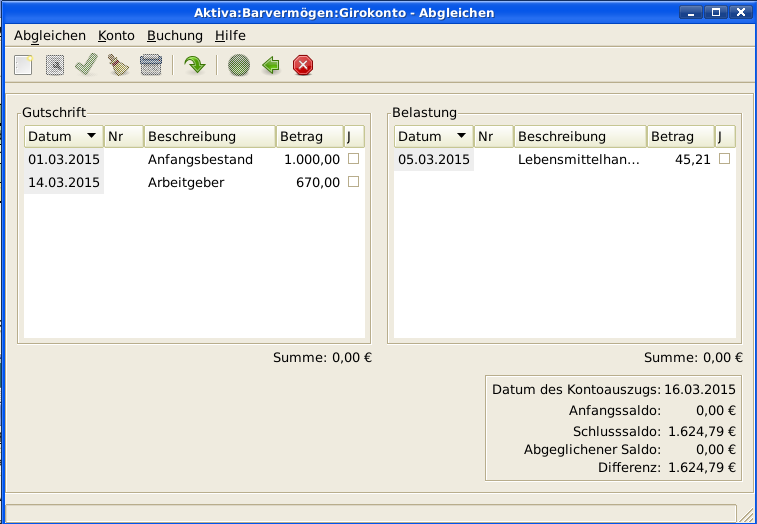 Aktiva:Barvermögen:Girokonto - Abgleichen
Abgleichen Konto Buchung Hilfe
Gutschrift
Datum Nr Beschreibung Betrag J
01.03.2015 Anfangsbestand 1.000,00
14.03.2015 Arbeitgeber 670,00
Summe: 0,00 €
Belastung
Datum Nr Beschreibung Betrag J
05.03.2015 Lebensmittelhan... 45,21
Summe: 0,00 €
Datum des Kontoauszugs: 16.03.2015
Anfangssaldo: 0,00 €
Schlusssaldo: 1.624,79 €
Abgeglichener Saldo: 0,00 €
Differenz: 1.624,79 €